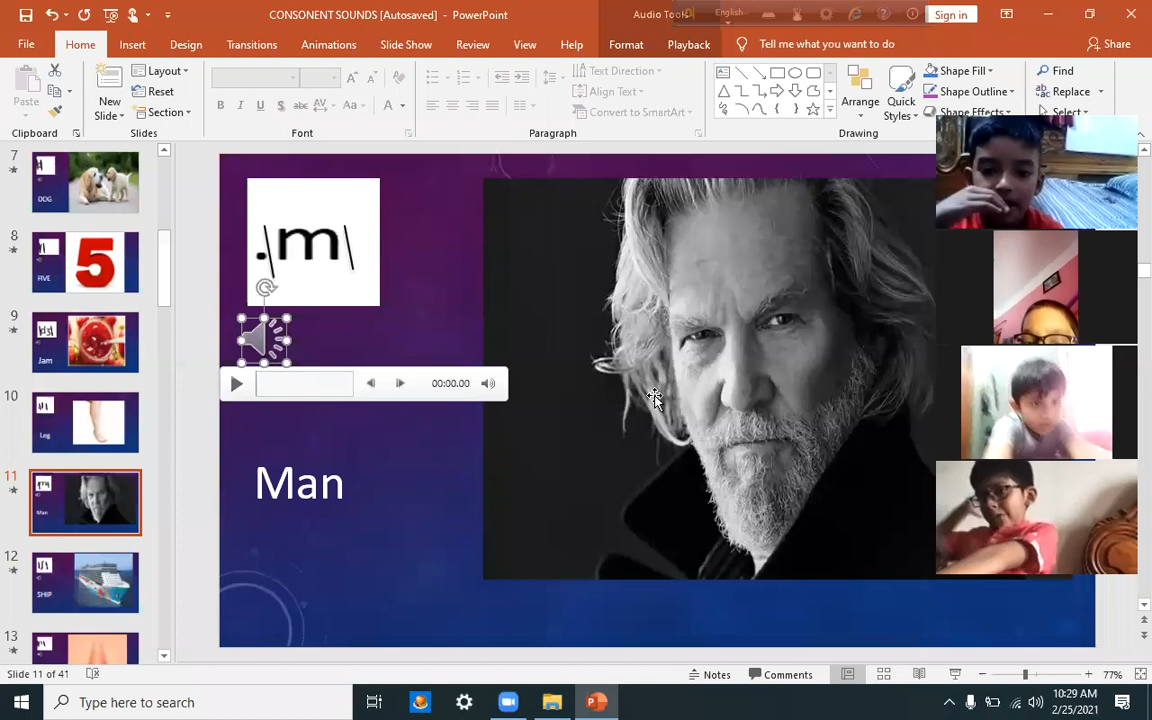 CONSONENT SOUNDS [Autosaved] - PowerPoint
Audio Tools
English
Sign in
File Home Insert Design Transitions Animations Slide Show Review View Help Format Playback Tell me what you want to do Share
Paste
New
Slide
Layout
Reset
Section
B I U S abc AV Aa A
Text Direction
Align Text
Convert to SmartArt
Arrange
Quick
Styles
Shape Fill
Shape Outline
Shape Effects
Find
Replace
Select
Clipboard Slides Font Paragraph Drawing
7
DOG
8
5
FIVE
9
Jam
10
Leg
11
Man
12
SHIP
13
.\m\
00:00.00
Man
Slide 11 of 41
Notes Comments 77%
Type here to search
10:29 AM
2/25/2021